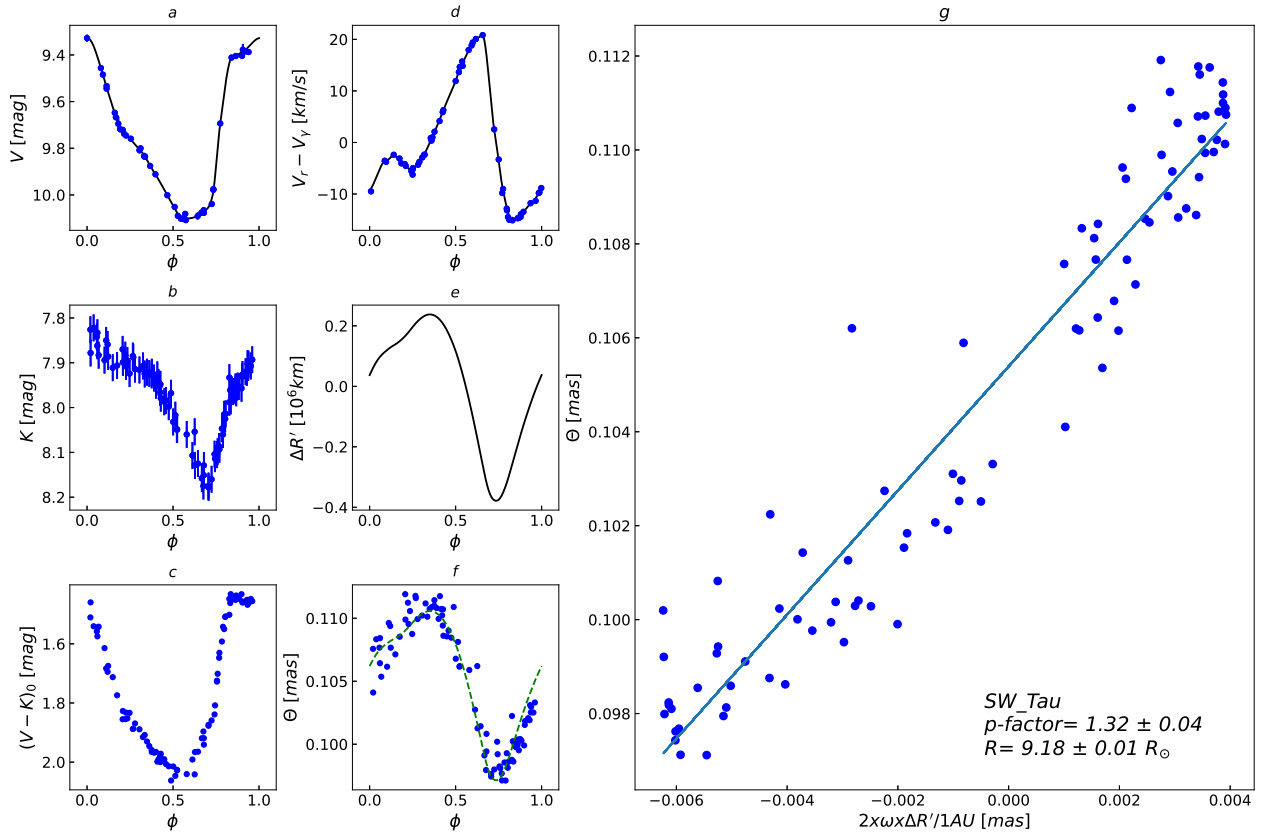 a
9.4
9.6
9.8
10.0
V [mag]
0.0 0.5 1.0
ϕ
d
20
10
0
−10
V_r − V_γ [km/s]
0.0 0.5 1.0
ϕ
b
7.8
7.9
8.0
8.1
8.2
K [mag]
0.0 0.5 1.0
ϕ
e
0.2
0.0
−0.2
−0.4
ΔR′ [10⁶km]
0.0 0.5 1.0
ϕ
c
1.6
1.8
2.0
(V − K)₀ [mag]
0.0 0.5 1.0
ϕ
f
0.110
0.105
0.100
Θ [mas]
0.0 0.5 1.0
ϕ
g
0.112
0.110
0.108
0.106
0.104
0.102
0.100
0.098
Θ [mas]
SW_Tau
p-factor= 1.32 ± 0.04
R= 9.18 ± 0.01 R⊙
−0.006 −0.004 −0.002 0.000 0.002 0.004
2xωxΔR′/1AU [mas]